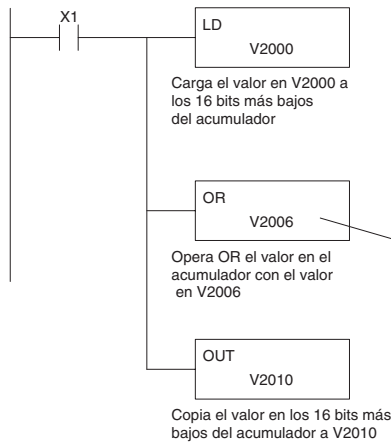 X1
LD
V2000
Carga el valor en V2000 a
los 16 bits más bajos
del acumulador
OR
V2006
Opera OR el valor en el
acumulador con el valor
en V2006
OUT
V2010
Copia el valor en los 16 bits más
bajos del acumulador a V2010